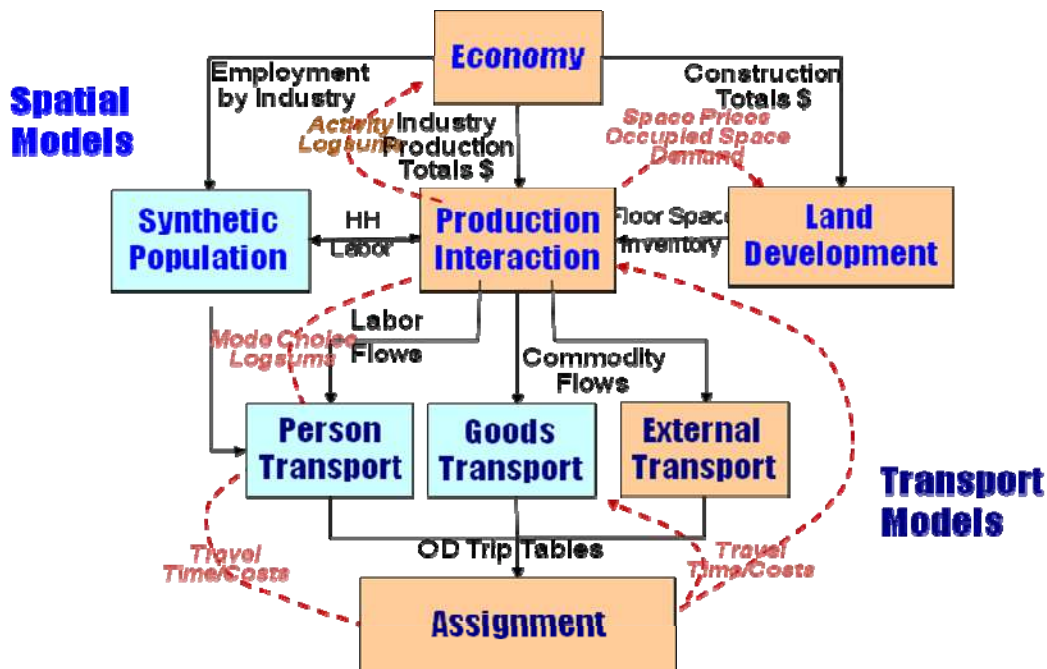 Economy
Employment
by Industry
Construction
Totals $
Spatial
Models
Activity
Logsums
Industry
Production
Totals $
Space Prices
Occupied Space
Demand
Synthetic
Population
HH
Labor
Production
Interaction
Floor Space
Inventory
Land
Development
Mode Choice
Logsums
Labor
Flows
Commodity
Flows
Person
Transport
Goods
Transport
External
Transport
Transport
Models
OD Trip Tables
Travel
Time/Costs
Travel
Time/Costs
Assignment